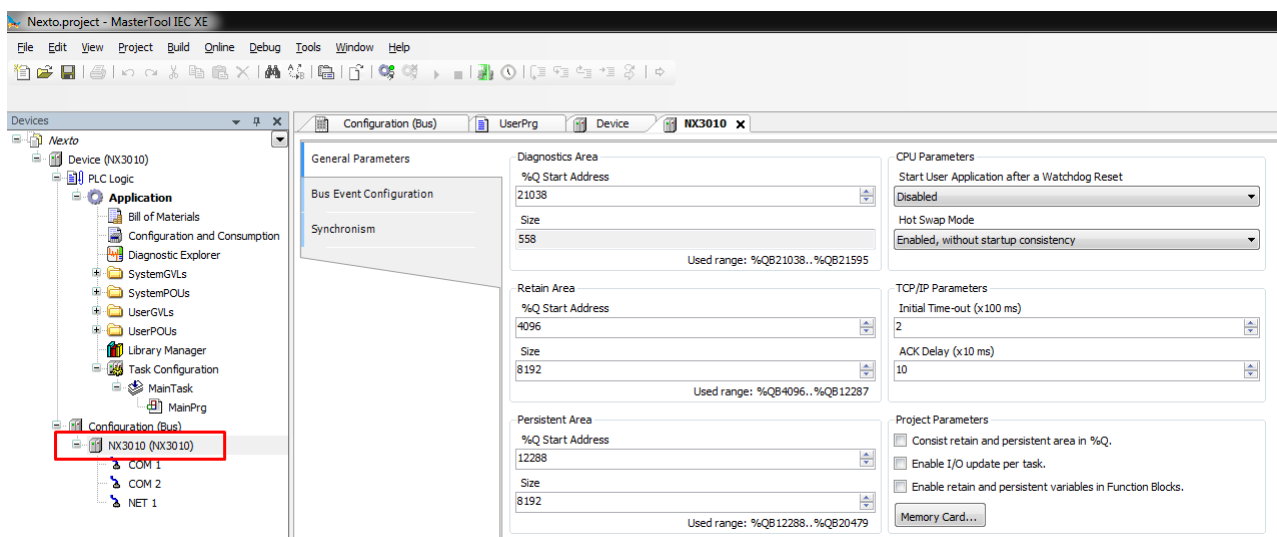 Nexto.project - MasterTool IEC XE
File Edit View Project Build Online Debug Tools Window Help
Devices
Nexto
Device (NX3010)
PLC Logic
Application
Bill of Materials
Configuration and Consumption
Diagnostic Explorer
SystemGVLs
SystemPOUs
UserGVLs
UserPOUs
Library Manager
Task Configuration
MainTask
MainPrg
Configuration (Bus)
NX3010 (NX3010)
COM 1
COM 2
NET 1
Configuration (Bus) UserPrg Device NX3010
General Parameters
Bus Event Configuration
Synchronism
Diagnostics Area
%Q Start Address
21038
Size
558
Used range: %QB21038..%QB21595
Retain Area
%Q Start Address
4096
Size
8192
Used range: %QB4096..%QB12287
Persistent Area
%Q Start Address
12288
Size
8192
Used range: %QB12288..%QB20479
CPU Parameters
Start User Application after a Watchdog Reset
Disabled
Hot Swap Mode
Enabled, without startup consistency
TCP/IP Parameters
Initial Time-out (x100 ms)
2
ACK Delay (x10 ms)
10
Project Parameters
Consist retain and persistent area in %Q.
Enable I/O update per task.
Enable retain and persistent variables in Function Blocks.
Memory Card...